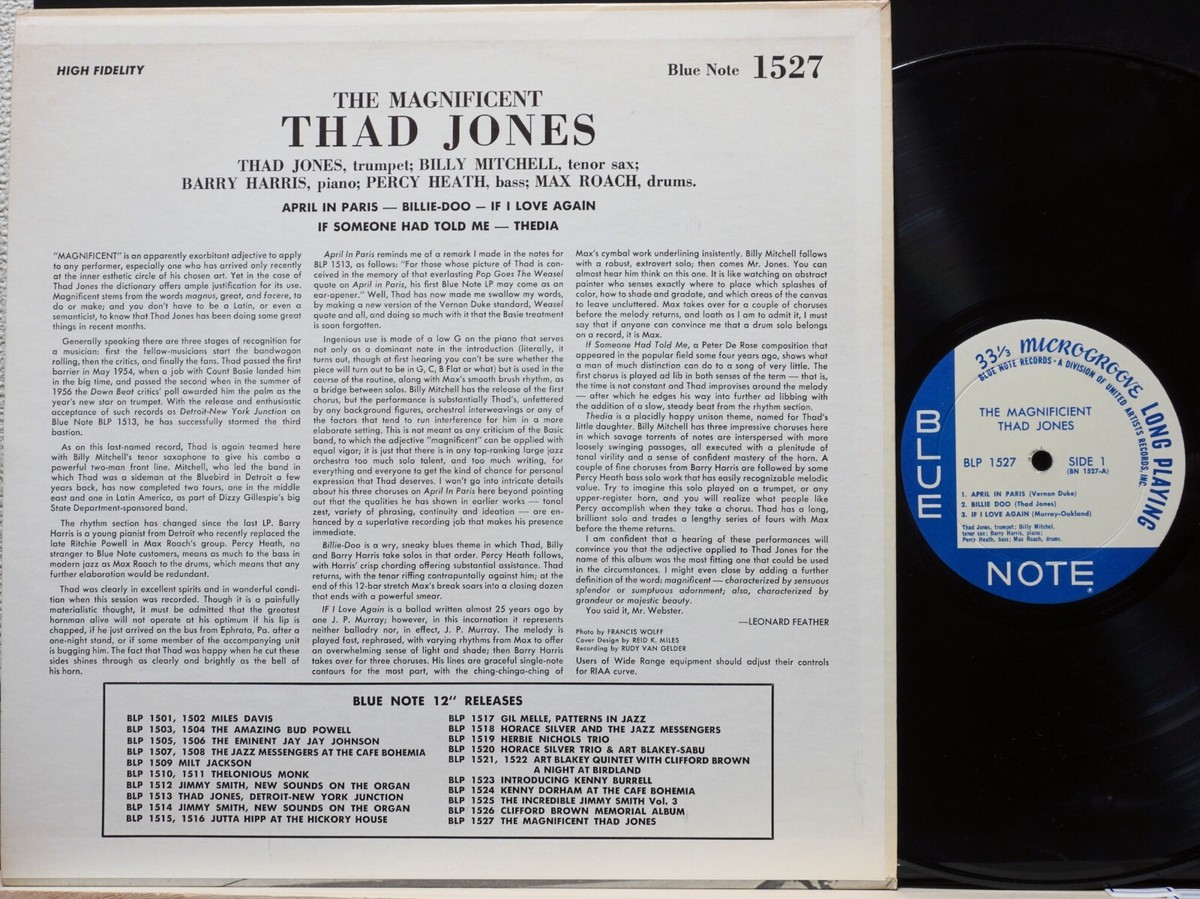 HIGH FIDELITY
Blue Note 1527
THE MAGNIFICENT
THAD JONES
THAD JONES, trumpet; BILLY MITCHELL, tenor sax;
BARRY HARRIS, piano; PERCY HEATH, bass; MAX ROACH, drums.
APRIL IN PARIS — BILLIE-DOO — IF I LOVE AGAIN
IF SOMEONE HAD TOLD ME — THEDIA
"MAGNIFICENT" is an apparently exorbitant adjective to apply
to any performer, especially one who has arrived only recently
at the inner esthetic circle of his chosen art. Yet in the case of
Thad Jones the dictionary offers ample justification for its use.
Magnificent stems from the words magnus, great, and facere, to
do or make; and you don't have to be a Latin, or even a
semanticist, to know that Thad Jones has been doing some great
things in recent months.
Generally speaking there are three stages of recognition for
a musician: first the fellow-musicians start the bandwagon
rolling, then the critics, and finally the fans. Thad passed the first
barrier in May 1954, when a job with Count Basie landed him
in the big time, and passed the second when in the summer of
1956 the Down Beat critics' poll awarded him the palm as the
year's new star on trumpet. With the release and enthusiastic
acceptance of such records as Detroit-New York Junction on
Blue Note BLP 1513, he has successfully stormed the third
bastion.
As on this last-named record, Thad is again teamed here
with Billy Mitchell's tenor saxophone to give his combo a
powerful two-man front line. Mitchell, who led the band in
which Thad was a sideman at the Bluebird in Detroit a few
years back, has now completed two tours, one in the middle
east and one in Latin America, as part of Dizzy Gillespie's big
State Department-sponsored band.
The rhythm section has changed since the last LP. Barry
Harris is a young pianist from Detroit who recently replaced the
late Ritchie Powell in Max Roach's group. Percy Heath, no
stranger to Blue Note customers, means as much to the bass in
modern jazz as Max Roach to the drums, which means that any
further elaboration would be redundant.
Thad was clearly in excellent spirits and in wonderful condi-
tion when this session was recorded. Though it is a painfully
materialistic thought, it must be admitted that the greatest
hornman alive will not operate at his optimum if his lip is
chapped, if he just arrived on the bus from Ephrata, Pa. after a
one-night stand, or if some member of the accompanying unit
is bugging him. The fact that Thad was happy when he cut these
sides shines through as clearly and brightly as the bell of
his horn.
April In Paris reminds me of a remark I made in the notes for
BLP 1513, as follows: "For those whose picture of Thad is con-
ceived in the memory of that everlasting Pop Goes The Weasel
quote on April in Paris, his first Blue Note LP may come as an
ear-opener." Well, Thad has now made me swallow my words,
by making a new version of the Vernon Duke standard, Weasel
quote and all, and doing so much with it that the Basie treatment
is soon forgotten.
Ingenious use is made of a low G on the piano that serves
not only as a dominant note in the introduction (literally, it
turns out, though at first hearing you can't be sure whether the
piece will turn out to be in G, C, B Flat or what) but is used in the
course of the routine, along with Max's smooth brush rhythm, as
a bridge between solos. Billy Mitchell has the release of the first
chorus, but the performance is substantially Thad's, unfettered
by any background figures, orchestral interweavings or any of
the factors that tend to run interference for him in a more
elaborate setting. This is not meant as any criticism of the Basie
band, to which the adjective "magnificent" can be applied with
equal vigor; it is just that there is in any top-ranking large jazz
orchestra too much solo talent, and too much writing, for
everything and everyone to get the kind of chance for personal
expression that Thad deserves. I won't go into intricate details
about his three choruses on April In Paris here beyond pointing
out that the qualities he has shown in earlier works — tonal
zest, variety of phrasing, continuity and ideation — are en-
hanced by a superlative recording job that makes his presence
immediate.
Billie-Doo is a wry, sneaky blues theme in which Thad, Billy
and Barry Harris take solos in that order. Percy Heath follows,
with Harris' crisp chording offering substantial assistance. Thad
returns, with the tenor riffing contrapuntally against him; at the
end of this 12-bar stretch Max's break soars into a closing dozen
that ends with a powerful smear.
IF I Love Again is a ballad written almost 25 years ago by
one J. P. Murray; however, in this incarnation it represents
neither balladry nor, in effect, J. P. Murray. The melody is
played fast, rephrased, with varying rhythms from Max to offer
an overwhelming sense of light and shade; then Barry Harris
takes over for three choruses. His lines are graceful single-note
contours for the most part, with the ching-chinga-ching of
Max's cymbal work underlining insistently. Billy Mitchell follows
with a robust, extrovert solo; then comes Mr. Jones. You can
almost hear him think on this one. It is like watching an abstract
painter who senses exactly where to place which splashes of
color, how to shade and gradate, and which areas of the canvas
to leave uncluttered. Max takes over for a couple of choruses
before the melody returns, and loath as I am to admit it, I must
say that if anyone can convince me that a drum solo belongs
on a record, it is Max.
If Someone Had Told Me, a Peter De Rose composition that
appeared in the popular field some four years ago, shows what
a man of much distinction can do to a song of very little. The
first chorus is played ad lib in both senses of the term — that is,
the time is not constant and Thad improvises around the melody
— after which he edges his way into further ad libbing with
the addition of a slow, steady beat from the rhythm section.
Thedia is a placidly happy unison theme, named for Thad's
little daughter. Billy Mitchell has three impressive choruses here
in which savage torrents of notes are interspersed with more
loosely swinging passages, all executed with a plenitude of
tonal virility and a sense of confident mastery of the horn. A
couple of fine choruses from Barry Harris are followed by some
Percy Heath bass solo work that has easily recognizable melodic
value. Try to imagine this solo played on a trumpet, or any
upper-register horn, and you will realize what people like
Percy accomplish when they take a chorus. Thad has a long,
brilliant solo and trades a lengthy series of fours with Max
before the theme returns.
I am confident that a hearing of these performances will
convince you that the adjective applied to Thad Jones for the
name of this album was the most fitting one that could be used
in the circumstances. I might even close by adding a further
definition of the word: magnificent — characterized by sensuous
splendor or sumptuous adornment; also, characterized by
grandeur or majestic beauty.
You said it, Mr. Webster.
—LEONARD FEATHER
Photo by FRANCIS WOLFF
Cover Design by REID K. MILES
Recording by RUDY VAN GELDER
Users of Wide Range equipment should adjust their controls
for RIAA curve.
BLUE NOTE 12" RELEASES
BLP 1501, 1502 MILES DAVIS
BLP 1503, 1504 THE AMAZING BUD POWELL
BLP 1505, 1506 THE EMINENT JAY JAY JOHNSON
BLP 1507, 1508 THE JAZZ MESSENGERS AT THE CAFE BOHEMIA
BLP 1509 MILT JACKSON
BLP 1510, 1511 THELONIOUS MONK
BLP 1512 JIMMY SMITH, NEW SOUNDS ON THE ORGAN
BLP 1513 THAD JONES, DETROIT-NEW YORK JUNCTION
BLP 1514 JIMMY SMITH, NEW SOUNDS ON THE ORGAN
BLP 1515, 1516 JUTTA HIPP AT THE HICKORY HOUSE
BLP 1517 GIL MELLE, PATTERNS IN JAZZ
BLP 1518 HORACE SILVER AND THE JAZZ MESSENGERS
BLP 1519 HERBIE NICHOLS TRIO
BLP 1520 HORACE SILVER TRIO & ART BLAKEY-SABU
BLP 1521, 1522 ART BLAKEY QUINTET WITH CLIFFORD BROWN
A NIGHT AT BIRDLAND
BLP 1523 INTRODUCING KENNY BURRELL
BLP 1524 KENNY DORHAM AT THE CAFE BOHEMIA
BLP 1525 THE INCREDIBLE JIMMY SMITH Vol. 3
BLP 1526 CLIFFORD BROWN MEMORIAL ALBUM
BLP 1527 THE MAGNIFICENT THAD JONES
33 1/3 MICROGROOVE LONG PLAYING
BLUE NOTE RECORDS • A DIVISION OF UNITED ARTISTS RECORDS, INC.
THE MAGNIFICIENT
THAD JONES
BLP 1527
SIDE 1
(BN 1527-A)
1. APRIL IN PARIS (Vernon Duke)
2. BILLIE DOO (Thad Jones)
3. IF I LOVE AGAIN (Murray-Oakland)
Thad Jones, trumpet; Billy Mitchel,
tenor sax; Barry Harris, piano;
Percy Heath, bass; Max Roach, drums.
BLUE
NOTE